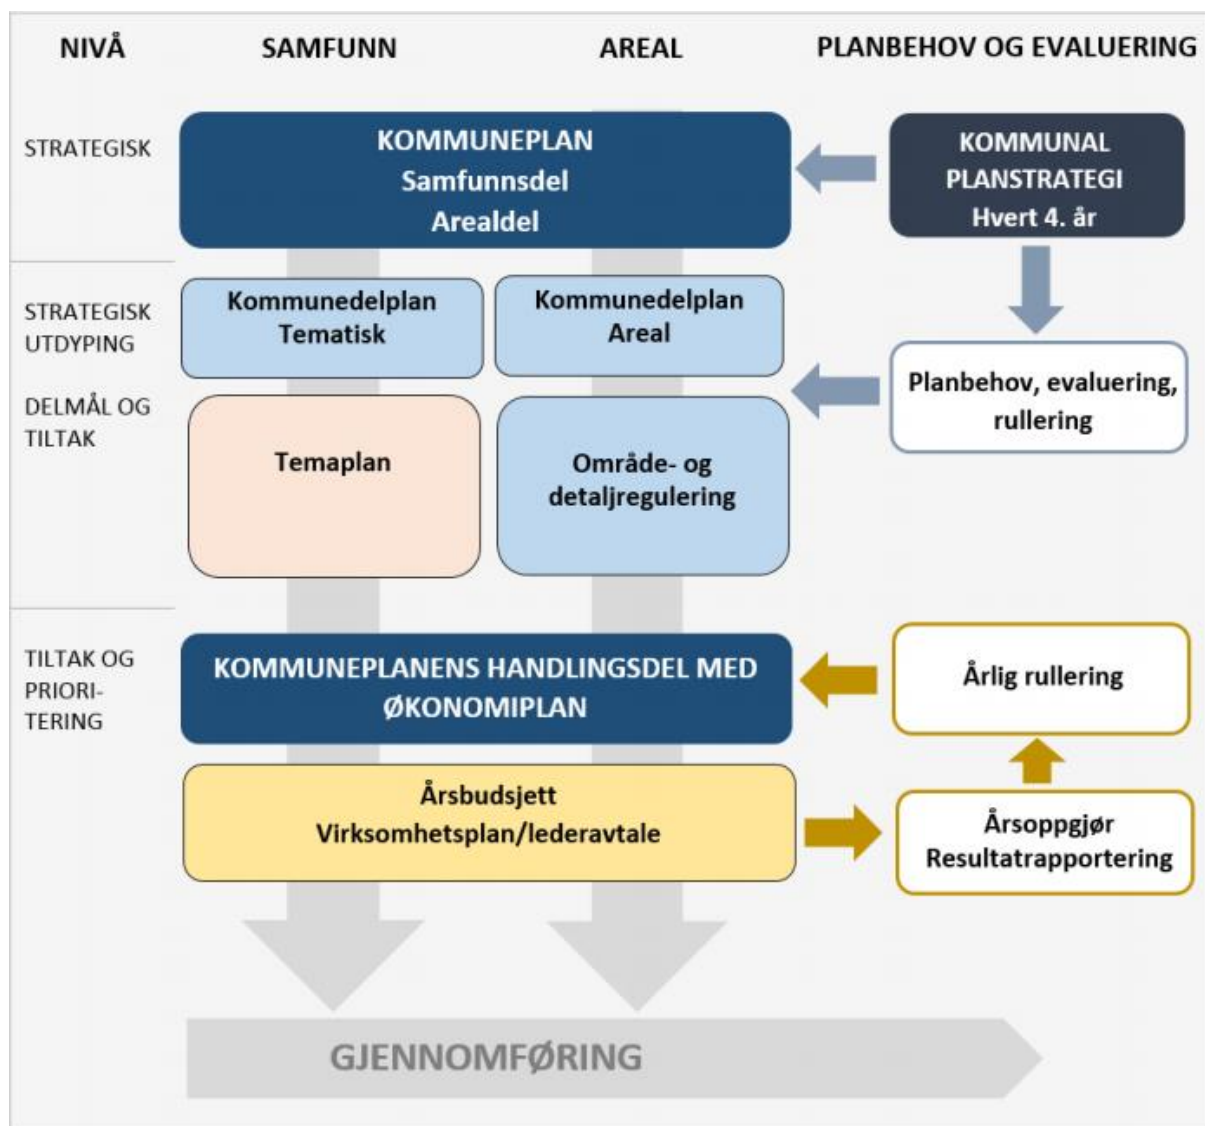 NIVÅ
SAMFUNN
AREAL
PLANBEHOV OG EVALUERING
STRATEGISK
KOMMUNEPLAN
Samfunnsdel
Arealdel
KOMMUNAL
PLANSTRATEGI
Hvert 4. år
STRATEGISK
UTDYPING
Kommunedelplan
Tematisk
Kommunedelplan
Areal
Planbehov, evaluering,
rullering
DELMÅL OG
TILTAK
Temaplan
Område- og
detaljregulering
TILTAK OG
PRIORI-
TERING
KOMMUNEPLANENS HANDLINGSDEL MED
ØKONOMIPLAN
Årlig rullering
Årsbudsjett
Virksomhetsplan/lederavtale
Årsoppgjør
Resultatrapportering
GJENNOMFØRING